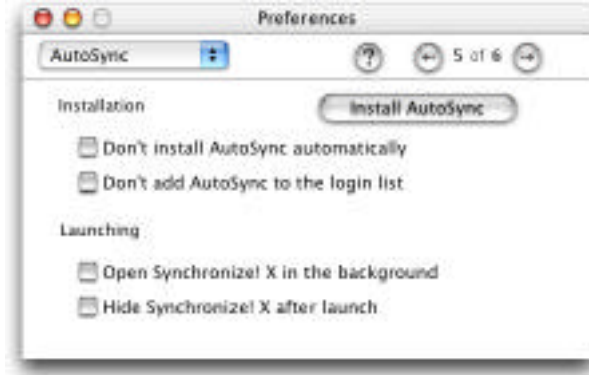 Preferences
AutoSync ? 5 of 6
Installation Install AutoSync
Don't install AutoSync automatically
Don't add AutoSync to the login list
Launching
Open Synchronize! X in the background
Hide Synchronize! X after launch